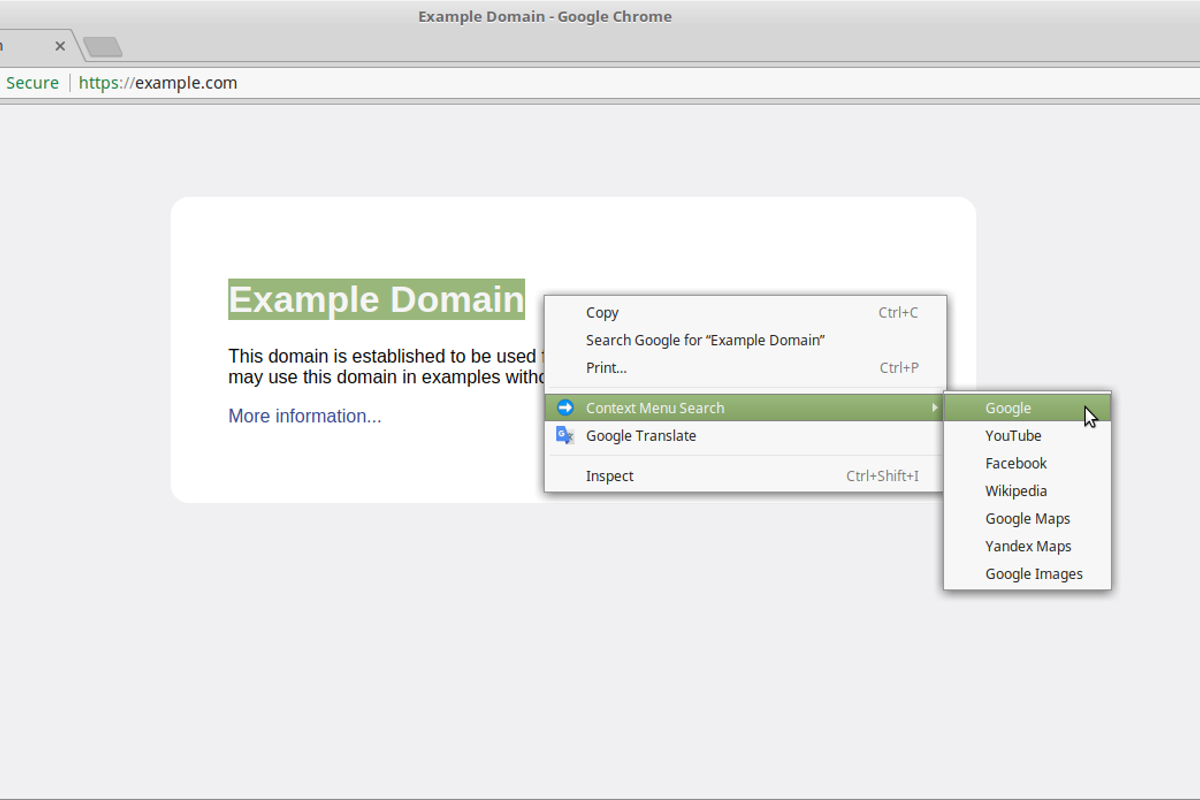 Example Domain - Google Chrome
Secure https://example.com
Example Domain
This domain is established to be used
may use this domain in examples
More information...
Copy Ctrl+C
Search Google for “Example Domain”
Print... Ctrl+P
Context Menu Search
Google Translate
Inspect Ctrl+Shift+I
Google
YouTube
Facebook
Wikipedia
Google Maps
Yandex Maps
Google Images